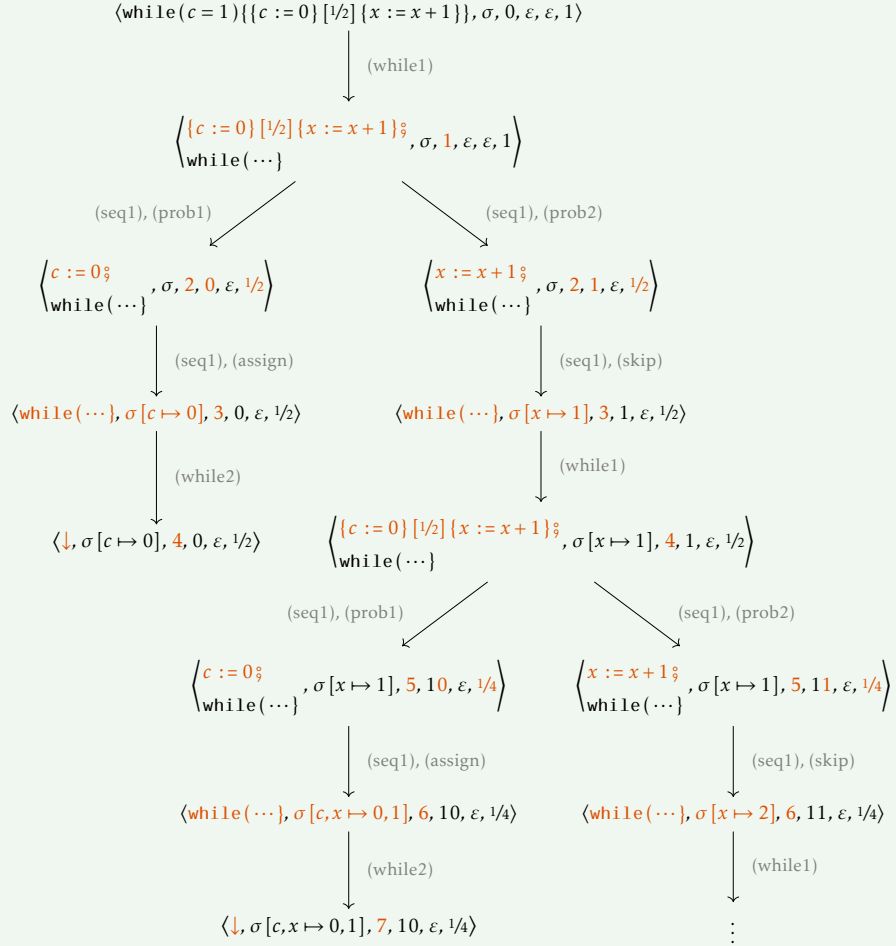 ⟨while(c = 1){{c := 0} [1/2] {x := x + 1}}, σ, 0, ε, ε, 1⟩
(while1)
⟨{c := 0} [1/2] {x := x + 1}⨟
while(⋯} , σ, 1, ε, ε, 1⟩
(seq1), (prob1) (seq1), (prob2)
⟨c := 0⨟ ⟨x := x + 1⨟
while(⋯} , σ, 2, 0, ε, 1/2⟩ while(⋯} , σ, 2, 1, ε, 1/2⟩
(seq1), (assign) (seq1), (skip)
⟨while(⋯}, σ[c ↦ 0], 3, 0, ε, 1/2⟩ ⟨while(⋯}, σ[x ↦ 1], 3, 1, ε, 1/2⟩
(while2) (while1)
⟨↓, σ[c ↦ 0], 4, 0, ε, 1/2⟩ ⟨{c := 0} [1/2] {x := x + 1}⨟
while(⋯} , σ[x ↦ 1], 4, 1, ε, 1/2⟩
(seq1), (prob1) (seq1), (prob2)
⟨c := 0⨟ ⟨x := x + 1⨟
while(⋯} , σ[x ↦ 1], 5, 10, ε, 1/4⟩ while(⋯} , σ[x ↦ 1], 5, 11, ε, 1/4⟩
(seq1), (assign) (seq1), (skip)
⟨while(⋯}, σ[c, x ↦ 0, 1], 6, 10, ε, 1/4⟩ ⟨while(⋯}, σ[x ↦ 2], 6, 11, ε, 1/4⟩
(while2) (while1)
⟨↓, σ[c, x ↦ 0, 1], 7, 10, ε, 1/4⟩ ⋮